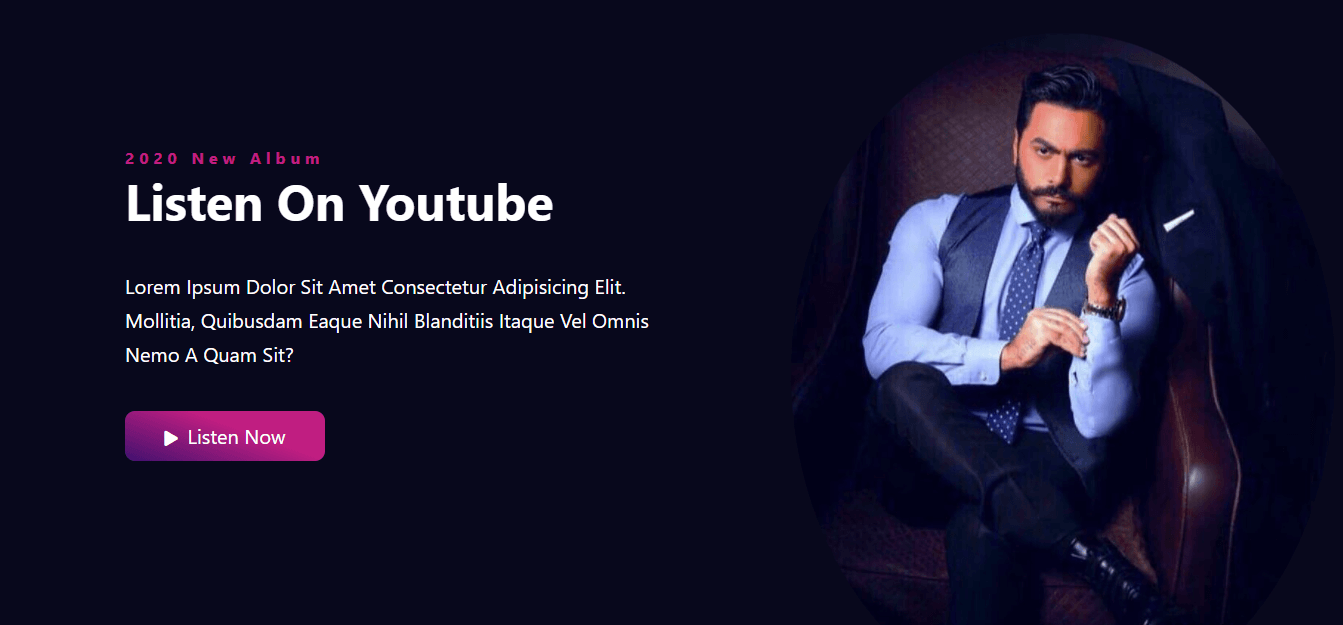 2020 New Album
Listen On Youtube
Lorem Ipsum Dolor Sit Amet Consectetur Adipisicing Elit.
Mollitia, Quibusdam Eaque Nihil Blanditiis Itaque Vel Omnis
Nemo A Quam Sit?
Listen Now